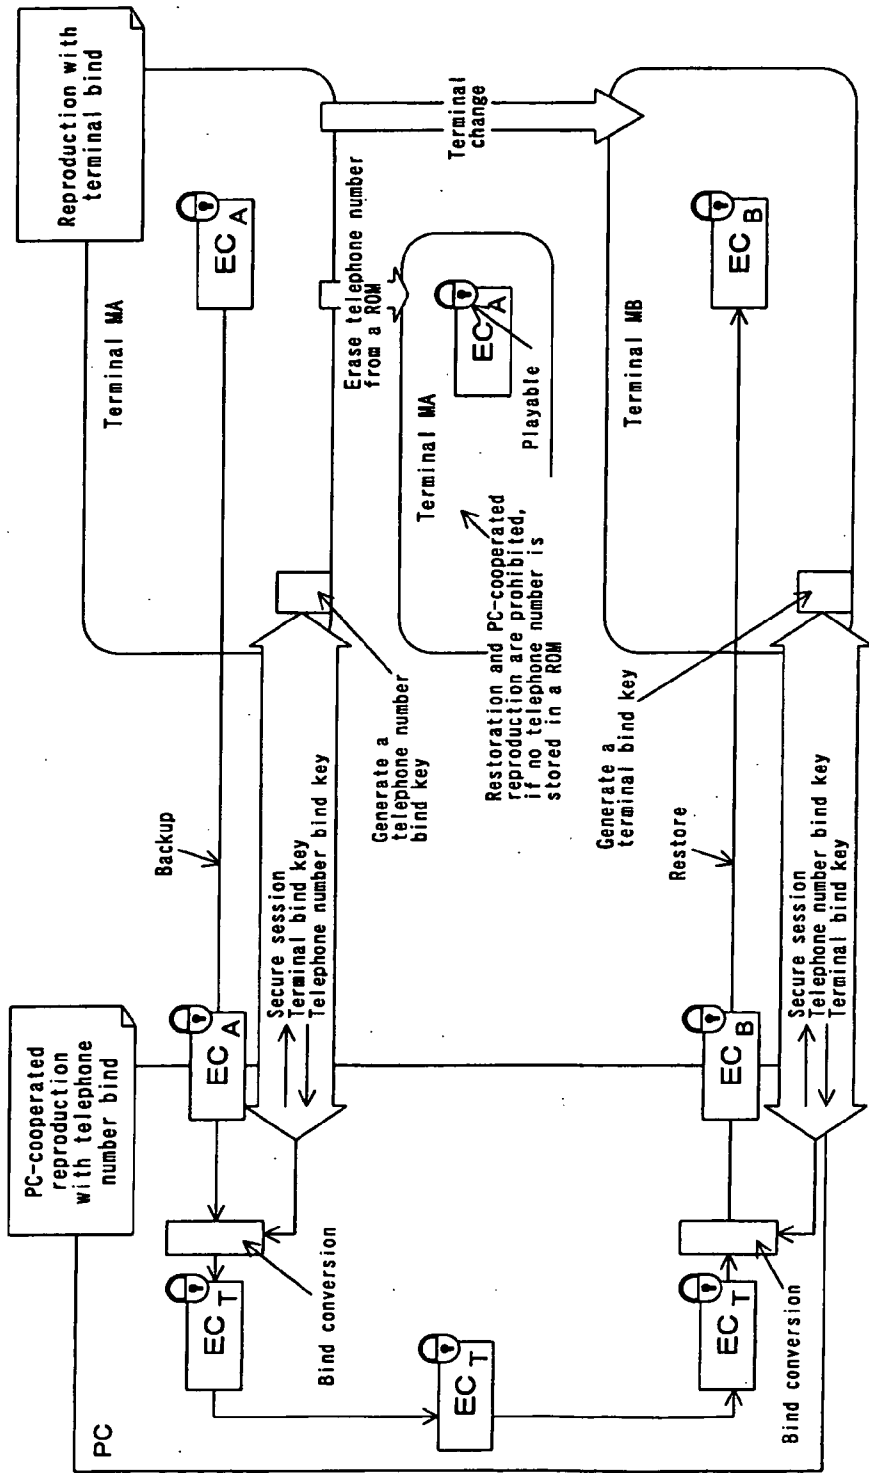 PC-cooperated
reproduction
with telephone
number bind
Reproduction with
terminal bind
PC
Terminal MA
EC T
EC A
Backup
EC A
Bind conversion
Secure session
Terminal bind key
Telephone number bind key
Generate a
telephone number
bind key
Erase telephone number
from a ROM
Terminal
change
EC T
Terminal MA
EC A
Playable
Restoration and PC-cooperated
reproduction are prohibited,
if no telephone number is
stored in a ROM
Generate a
terminal bind key
Terminal MB
EC T
EC B
Restore
EC B
Bind conversion
Secure session
Telephone number bind key
Terminal bind key